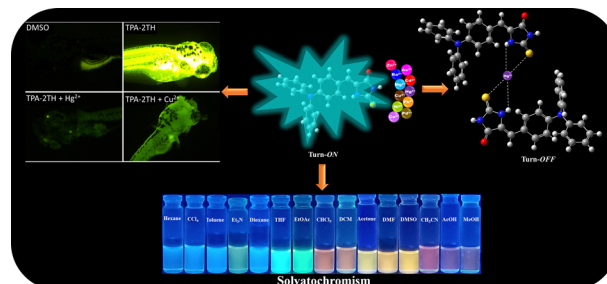 DMSO
TPA-2TH
TPA-2TH + Hg²⁺
TPA-2TH + Cu²⁺
Turn-ON
Turn-OFF
Hexane
CCl₄
Toluene
Et₃N
Dioxane
THF
EtOAc
CHCl₃
DCM
Acetone
DMF
DMSO
CH₃CN
AcOH
MeOH
Solvatochromism